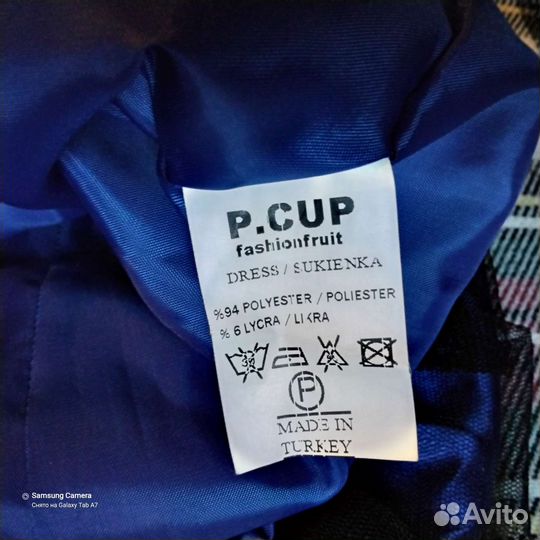 P.CUP
fashionfruit
DRESS / SUKIENKA
%94 POLYESTER / POLIESTER
% 6 LYCRA / LIKRA
P
MADE IN
TURKEY
Samsung Camera
Снято на Galaxy Tab A7
Avito